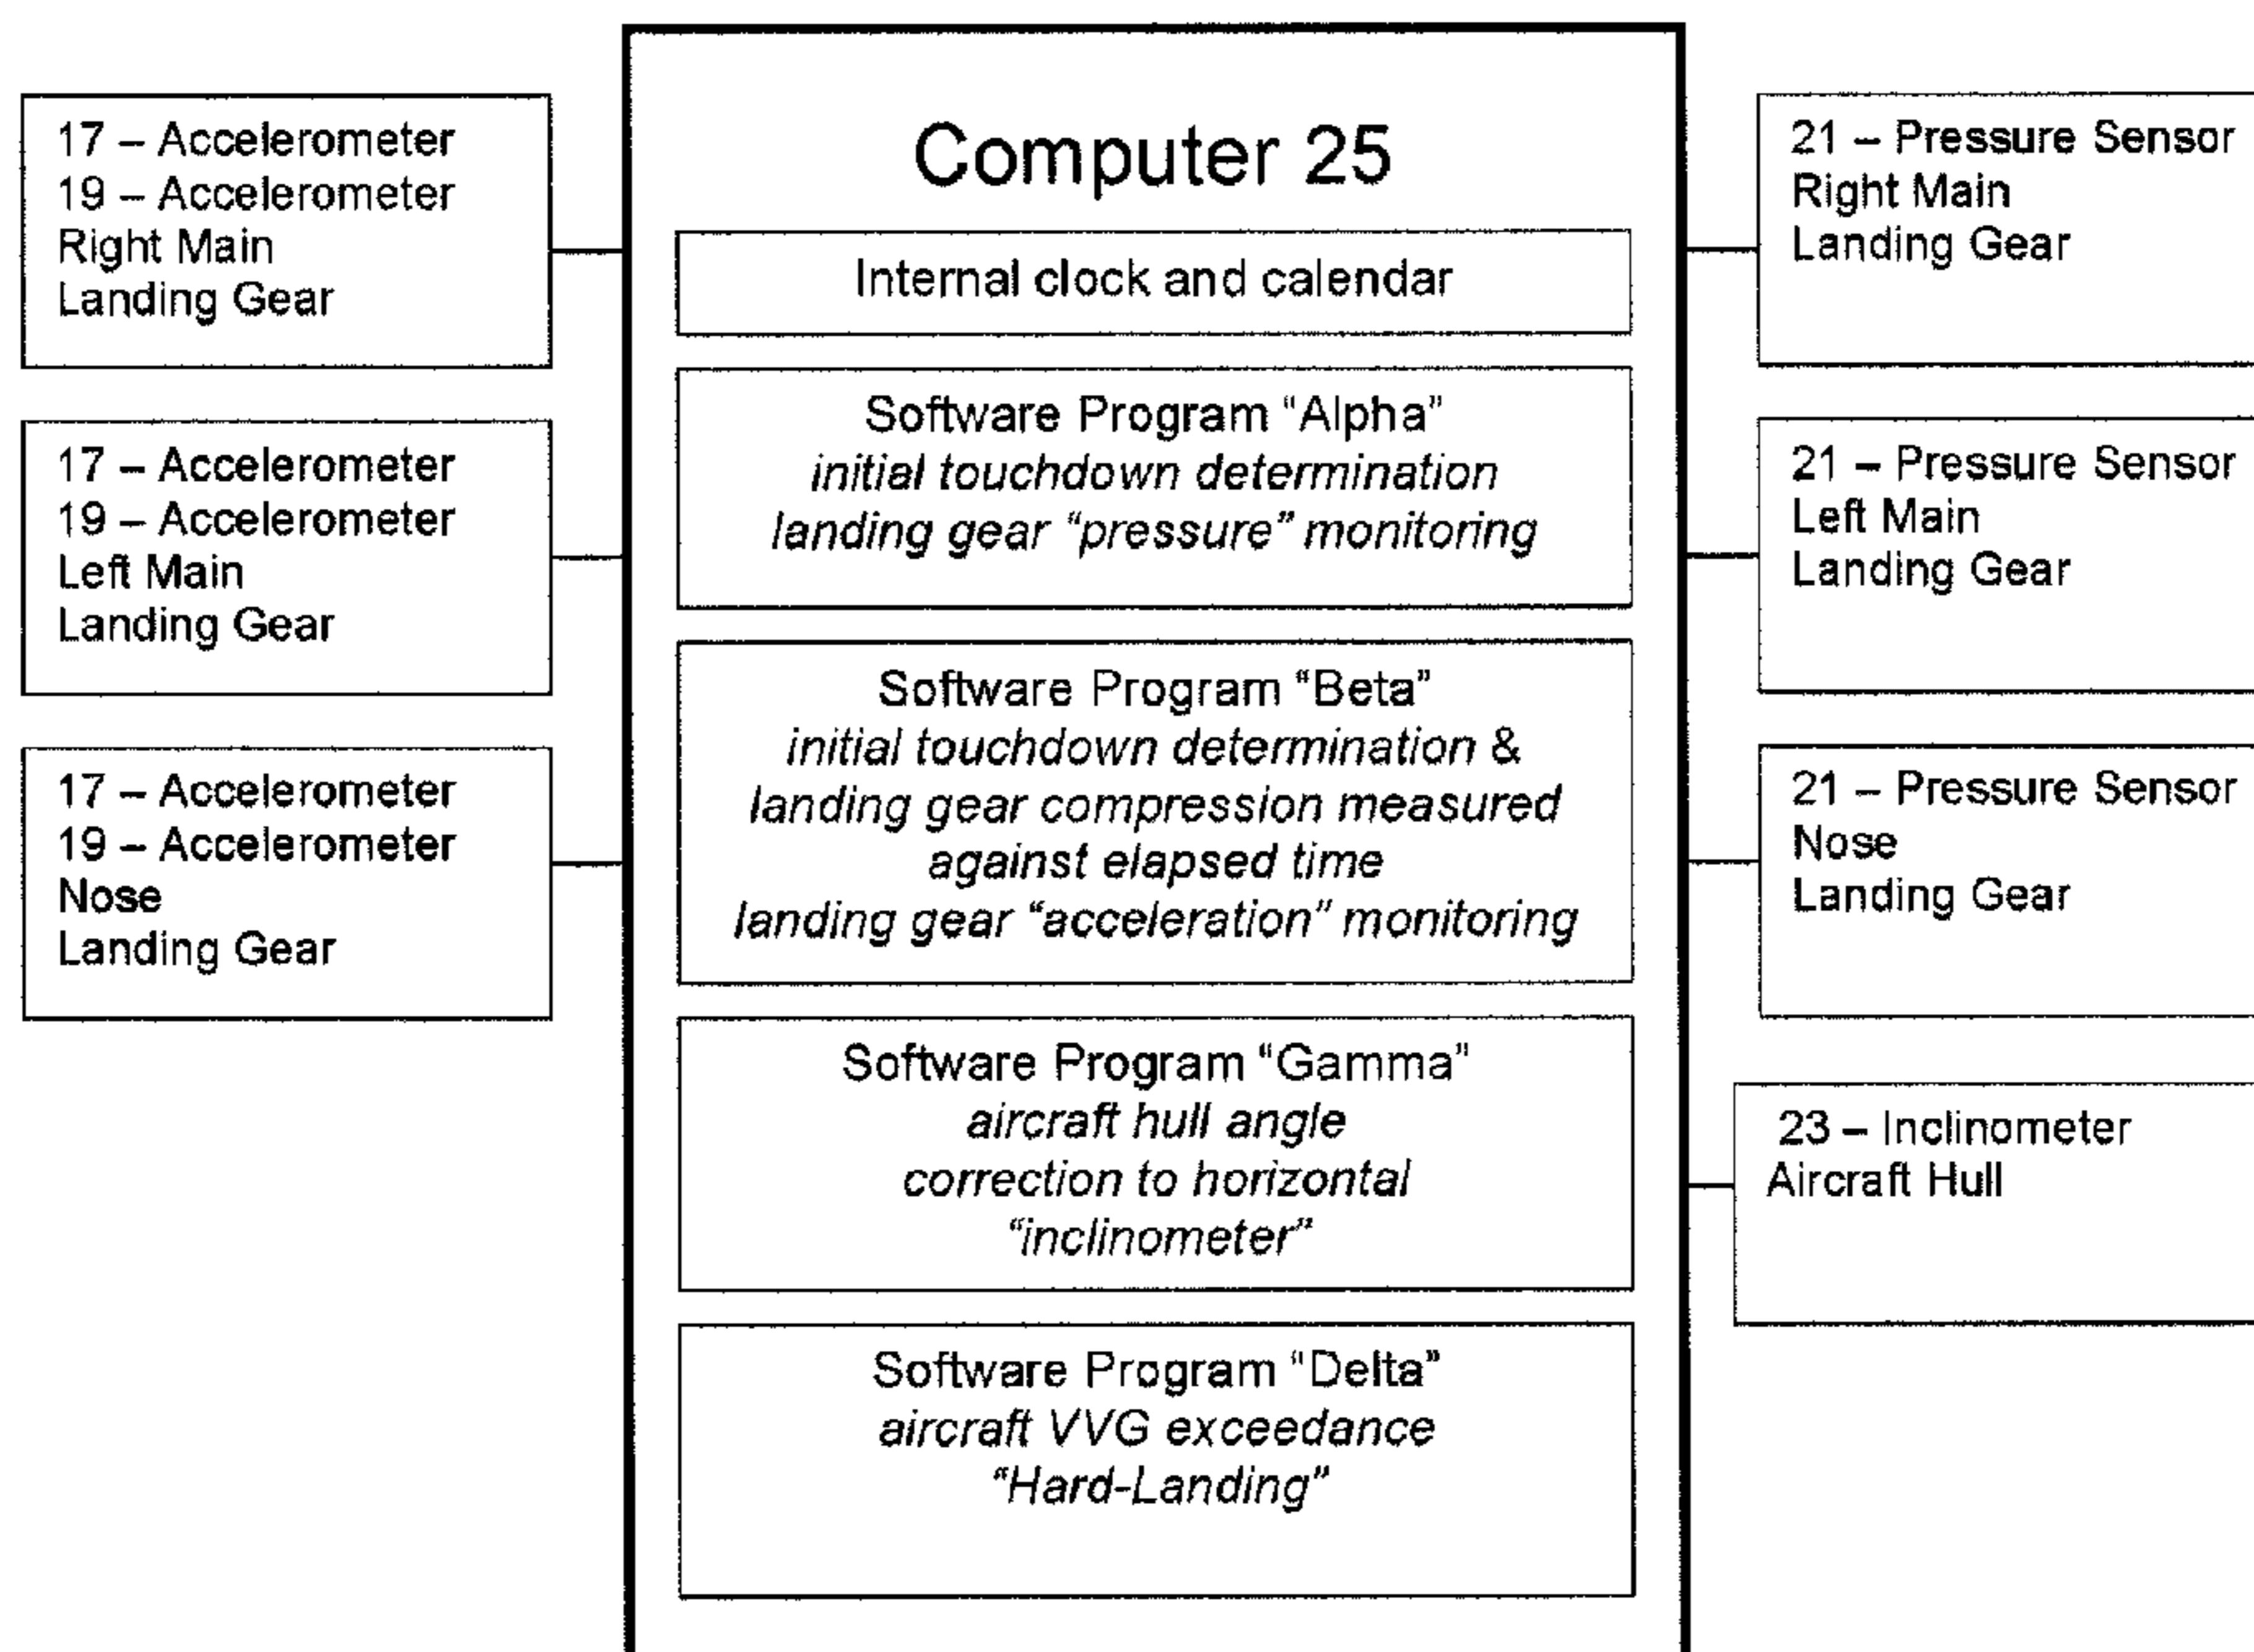 17 – Accelerometer
19 – Accelerometer
Right Main
Landing Gear
17 – Accelerometer
19 – Accelerometer
Left Main
Landing Gear
17 – Accelerometer
19 – Accelerometer
Nose
Landing Gear
Computer 25
Internal clock and calendar
Software Program “Alpha”
initial touchdown determination
landing gear “pressure” monitoring
Software Program “Beta”
initial touchdown determination &
landing gear compression measured
against elapsed time
landing gear “acceleration” monitoring
Software Program “Gamma”
aircraft hull angle
correction to horizontal
“inclinometer”
Software Program “Delta”
aircraft VVG exceedance
“Hard-Landing”
21 – Pressure Sensor
Right Main
Landing Gear
21 – Pressure Sensor
Left Main
Landing Gear
21 – Pressure Sensor
Nose
Landing Gear
23 – Inclinometer
Aircraft Hull